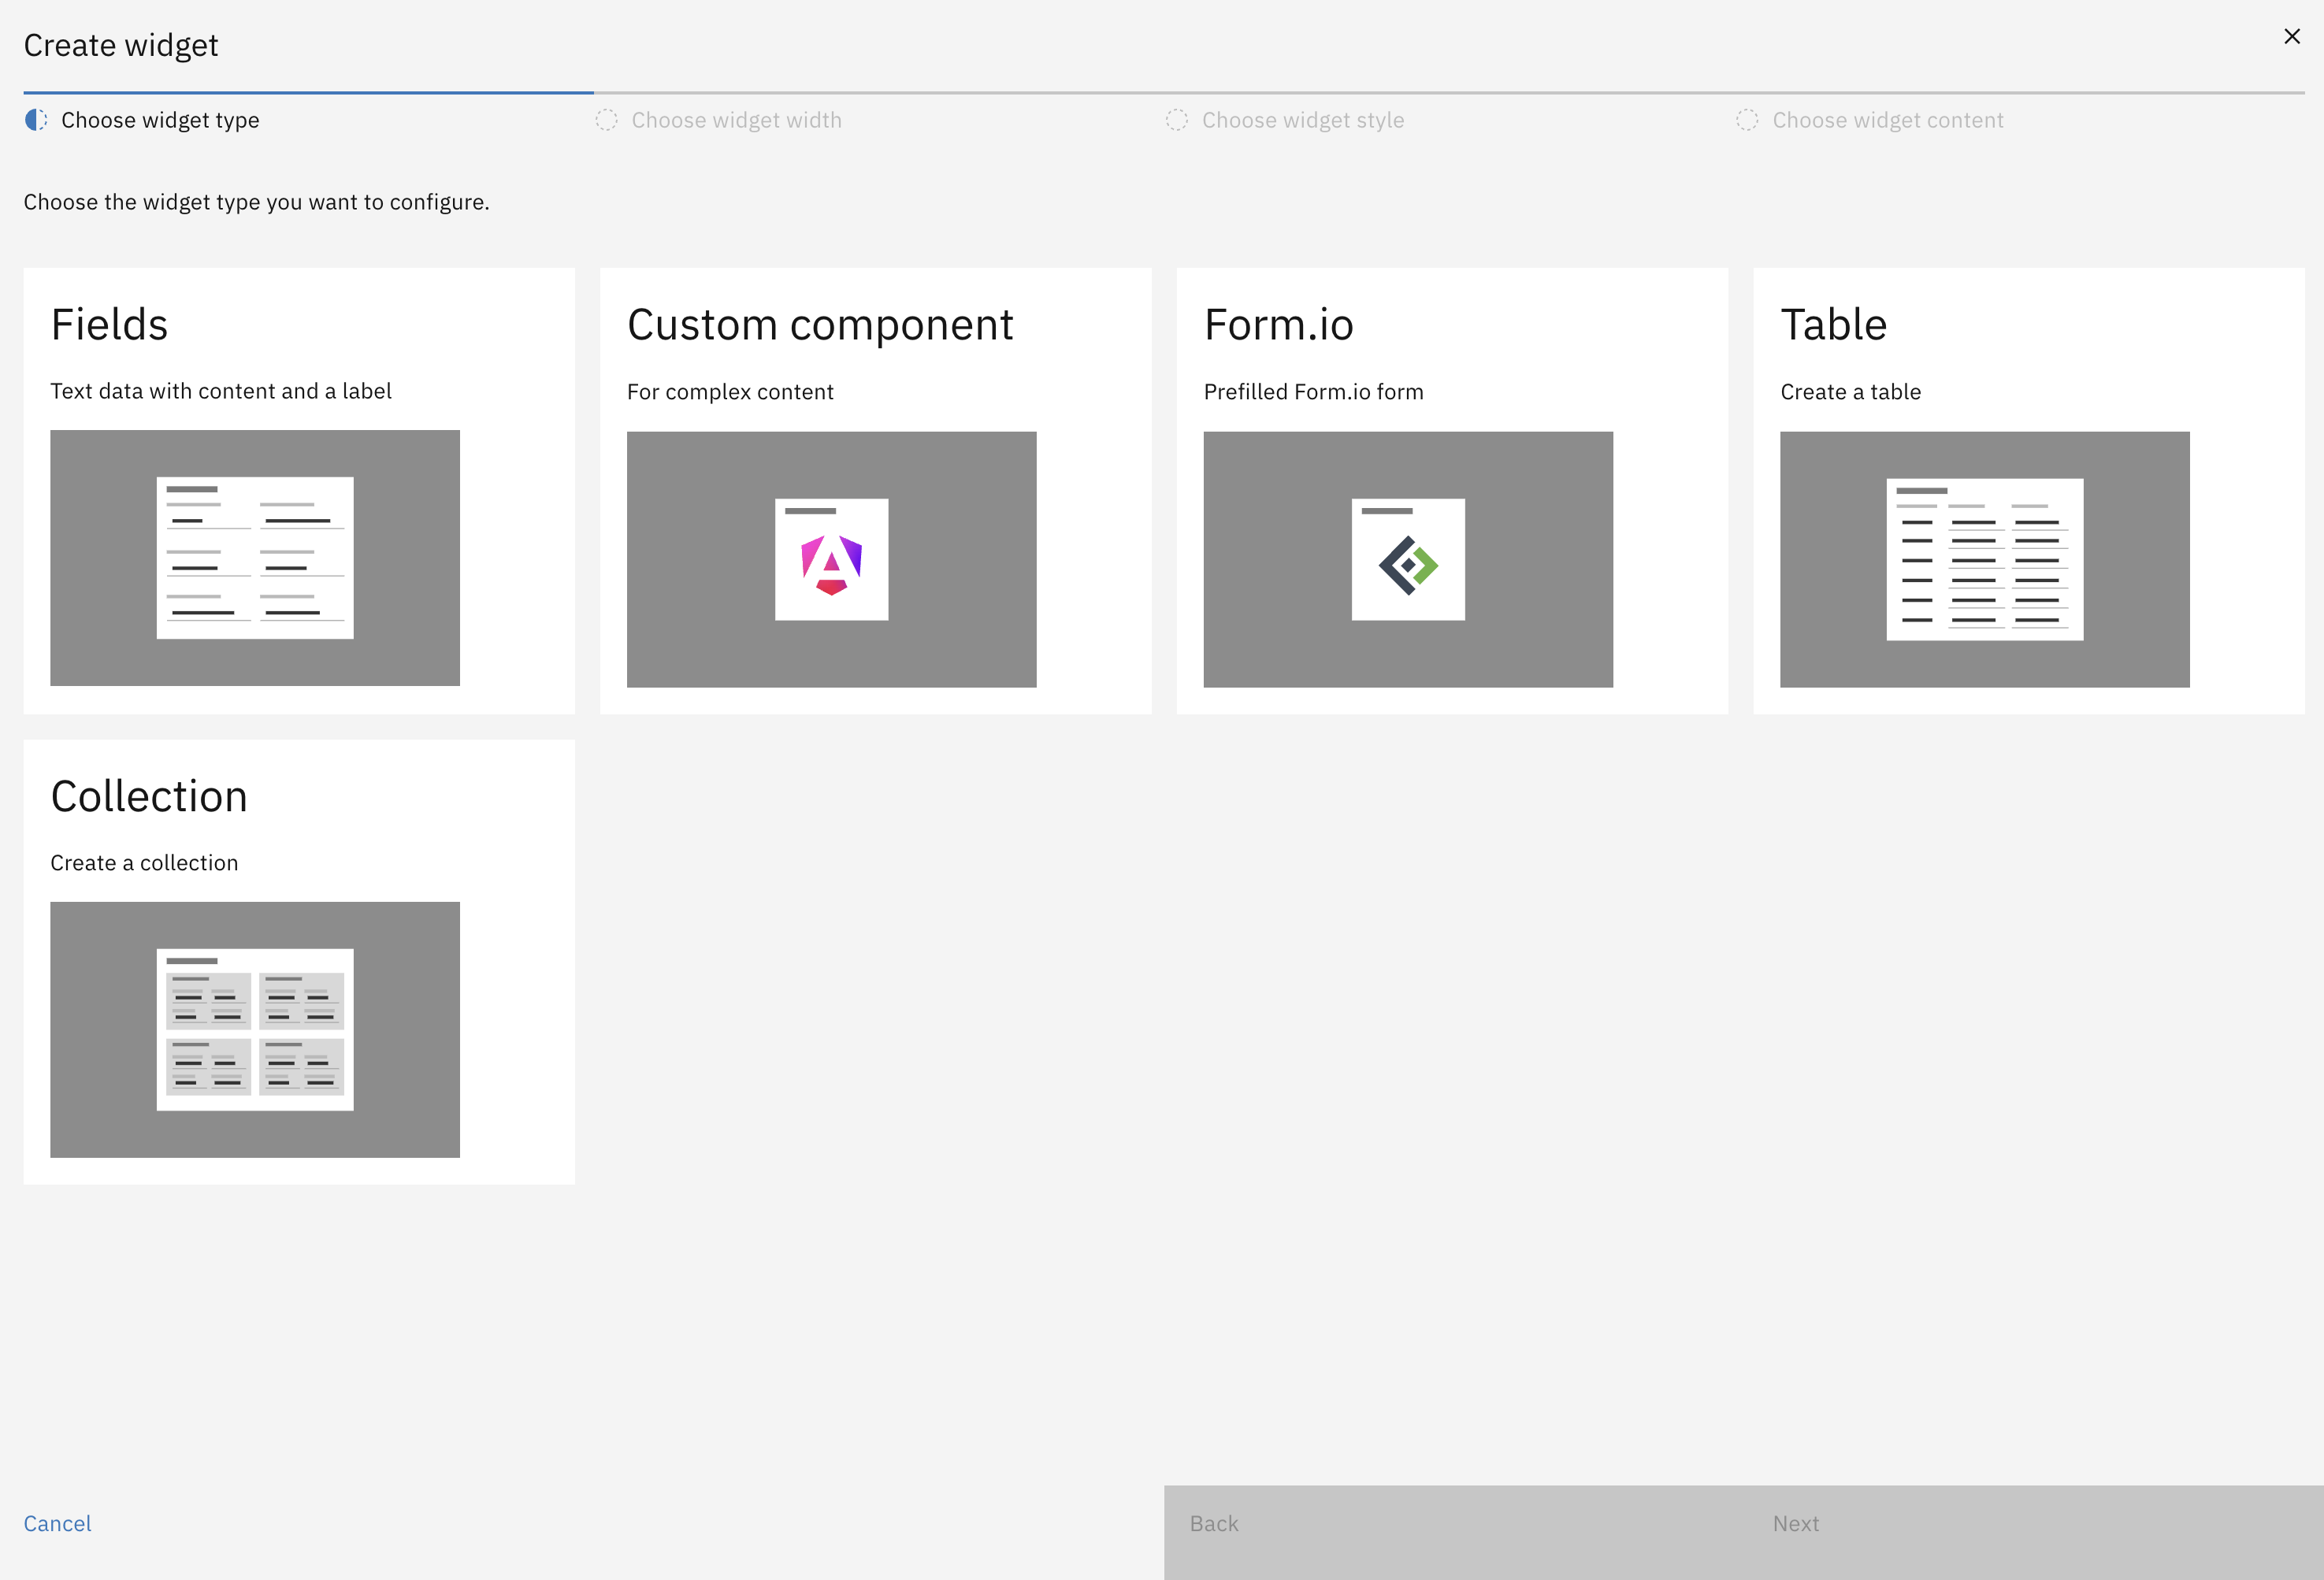 Create widget
Choose widget type
Choose widget width
Choose widget style
Choose widget content
Choose the widget type you want to configure.
Fields
Text data with content and a label
Custom component
For complex content
Form.io
Prefilled Form.io form
Table
Create a table
Collection
Create a collection
Cancel
Back
Next